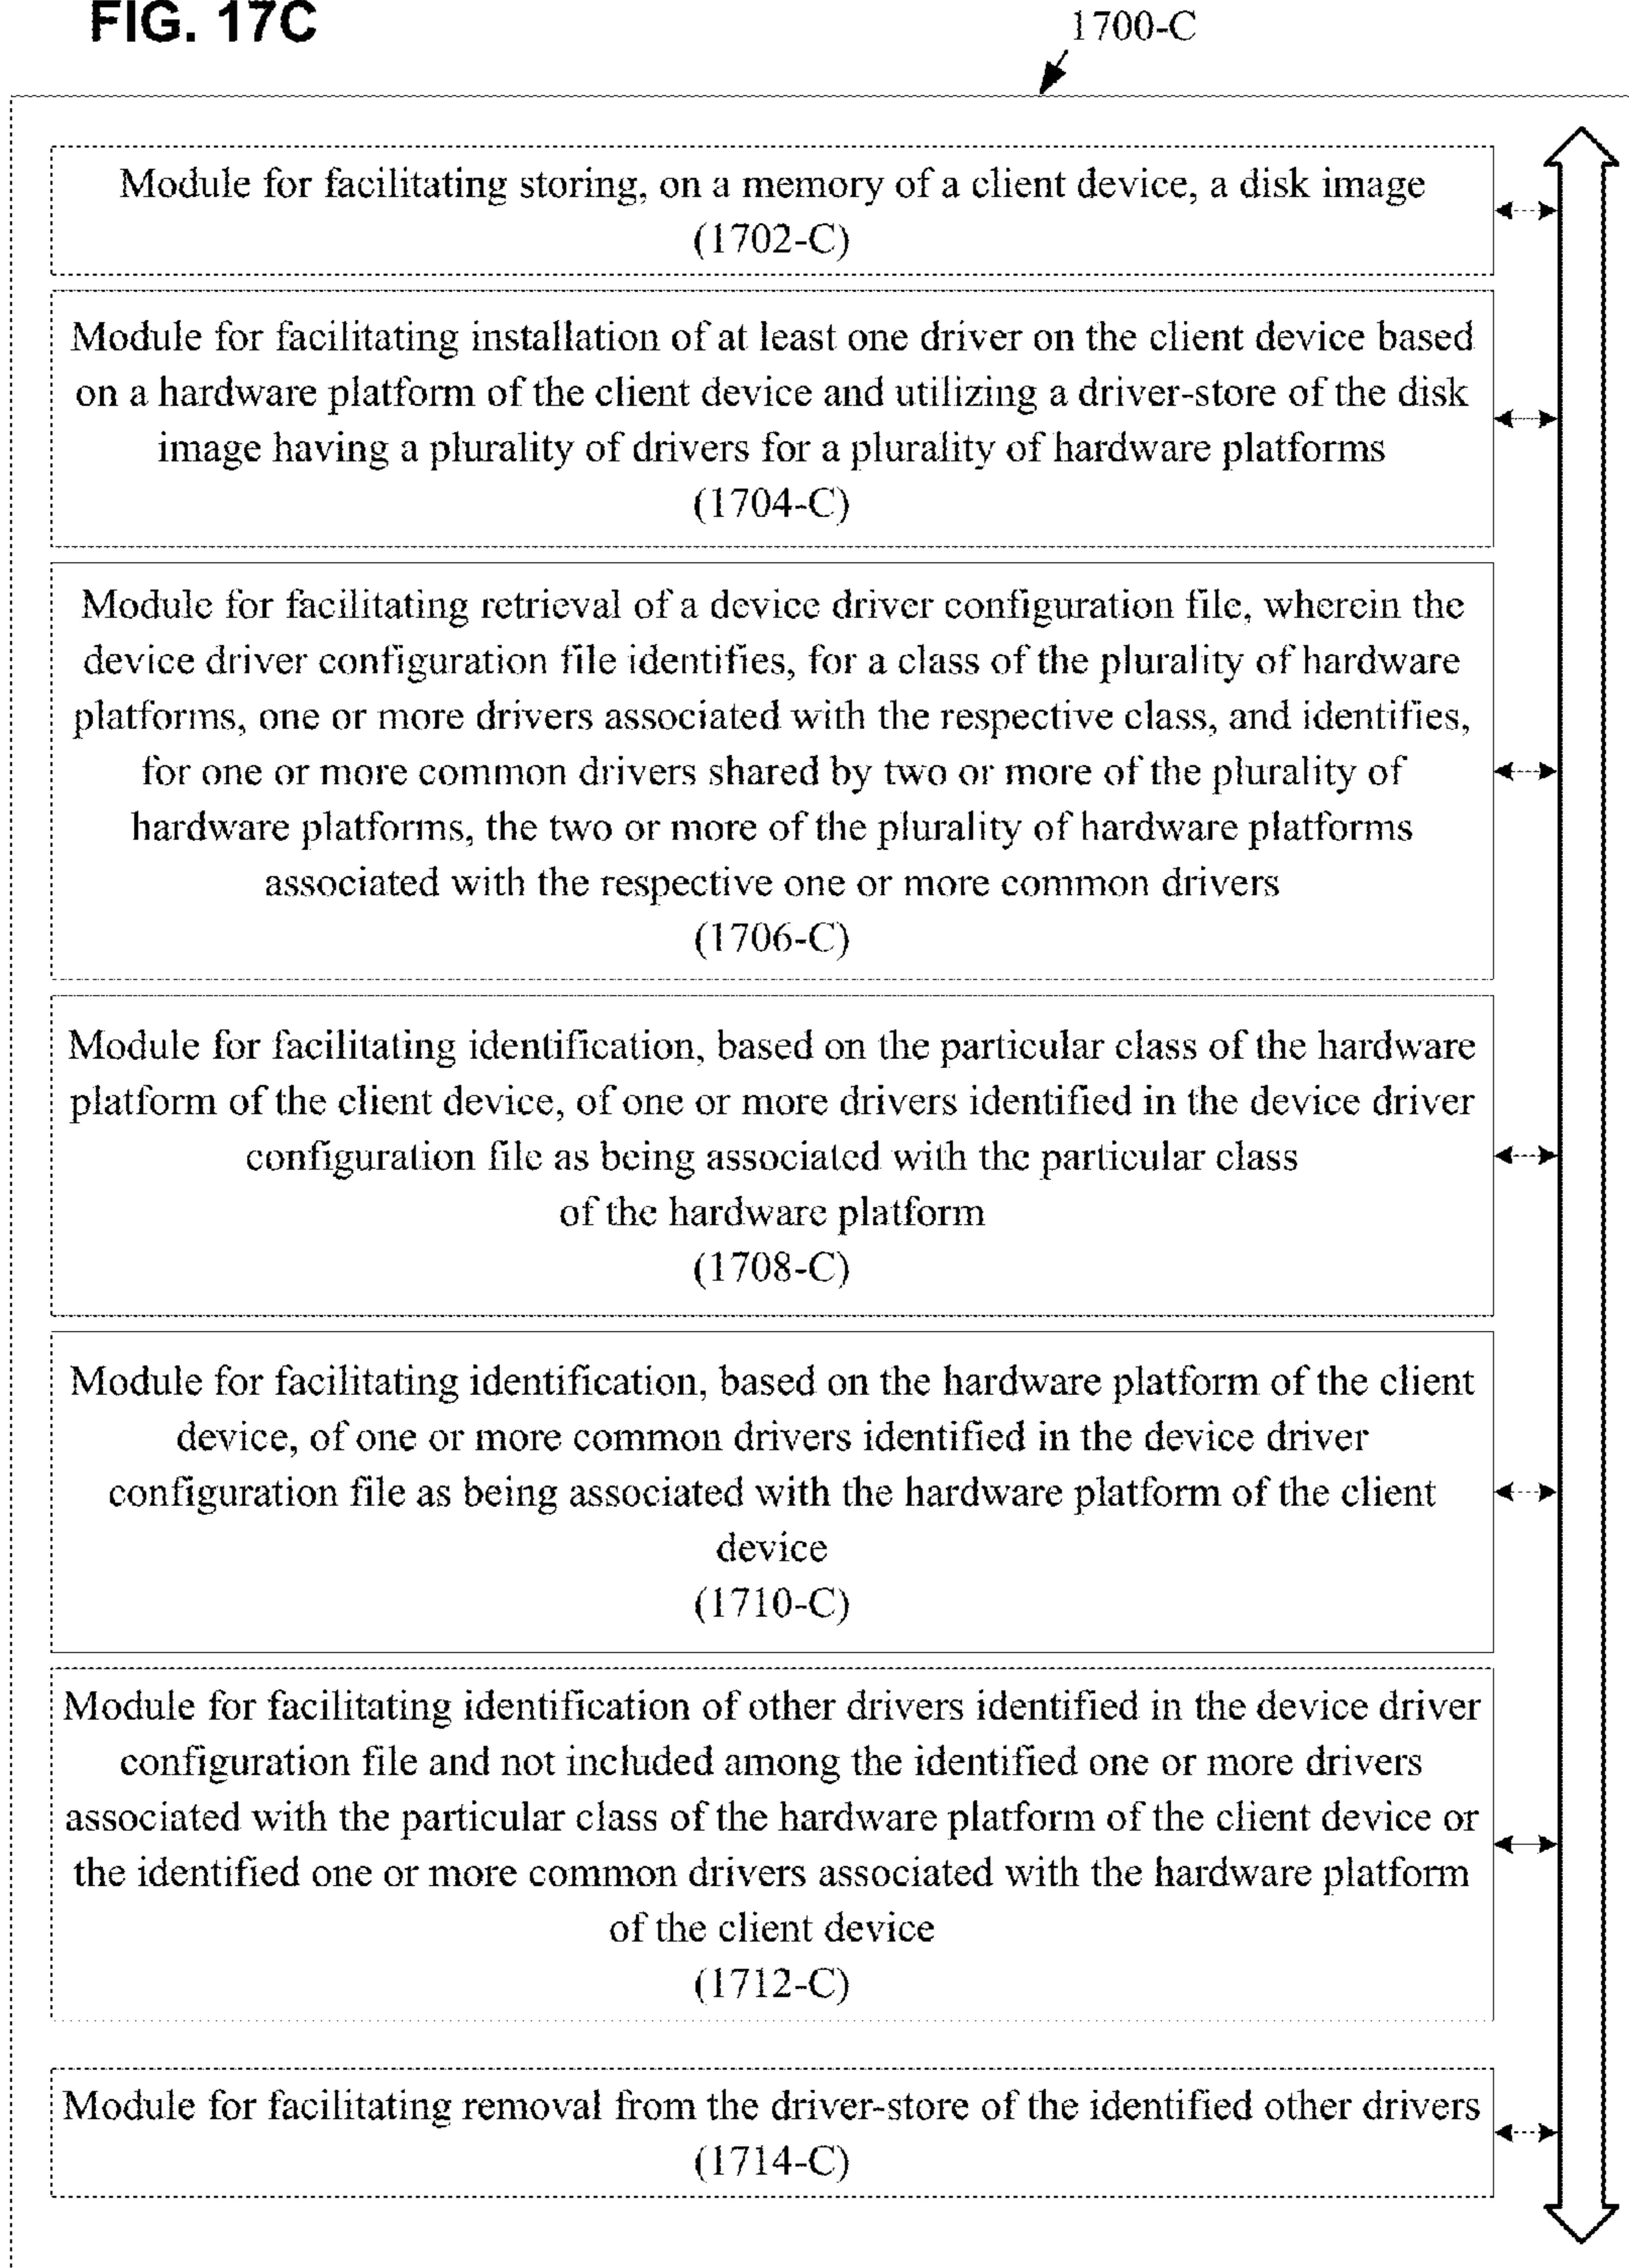 FIG. 17C
1700-C
Module for facilitating storing, on a memory of a client device, a disk image
(1702-C)
Module for facilitating installation of at least one driver on the client device based
on a hardware platform of the client device and utilizing a driver-store of the disk
image having a plurality of drivers for a plurality of hardware platforms
(1704-C)
Module for facilitating retrieval of a device driver configuration file, wherein the
device driver configuration file identifies, for a class of the plurality of hardware
platforms, one or more drivers associated with the respective class, and identifies,
for one or more common drivers shared by two or more of the plurality of
hardware platforms, the two or more of the plurality of hardware platforms
associated with the respective one or more common drivers
(1706-C)
Module for facilitating identification, based on the particular class of the hardware
platform of the client device, of one or more drivers identified in the device driver
configuration file as being associated with the particular class
of the hardware platform
(1708-C)
Module for facilitating identification, based on the hardware platform of the client
device, of one or more common drivers identified in the device driver
configuration file as being associated with the hardware platform of the client
device
(1710-C)
Module for facilitating identification of other drivers identified in the device driver
configuration file and not included among the identified one or more drivers
associated with the particular class of the hardware platform of the client device or
the identified one or more common drivers associated with the hardware platform
of the client device
(1712-C)
Module for facilitating removal from the driver-store of the identified other drivers
(1714-C)